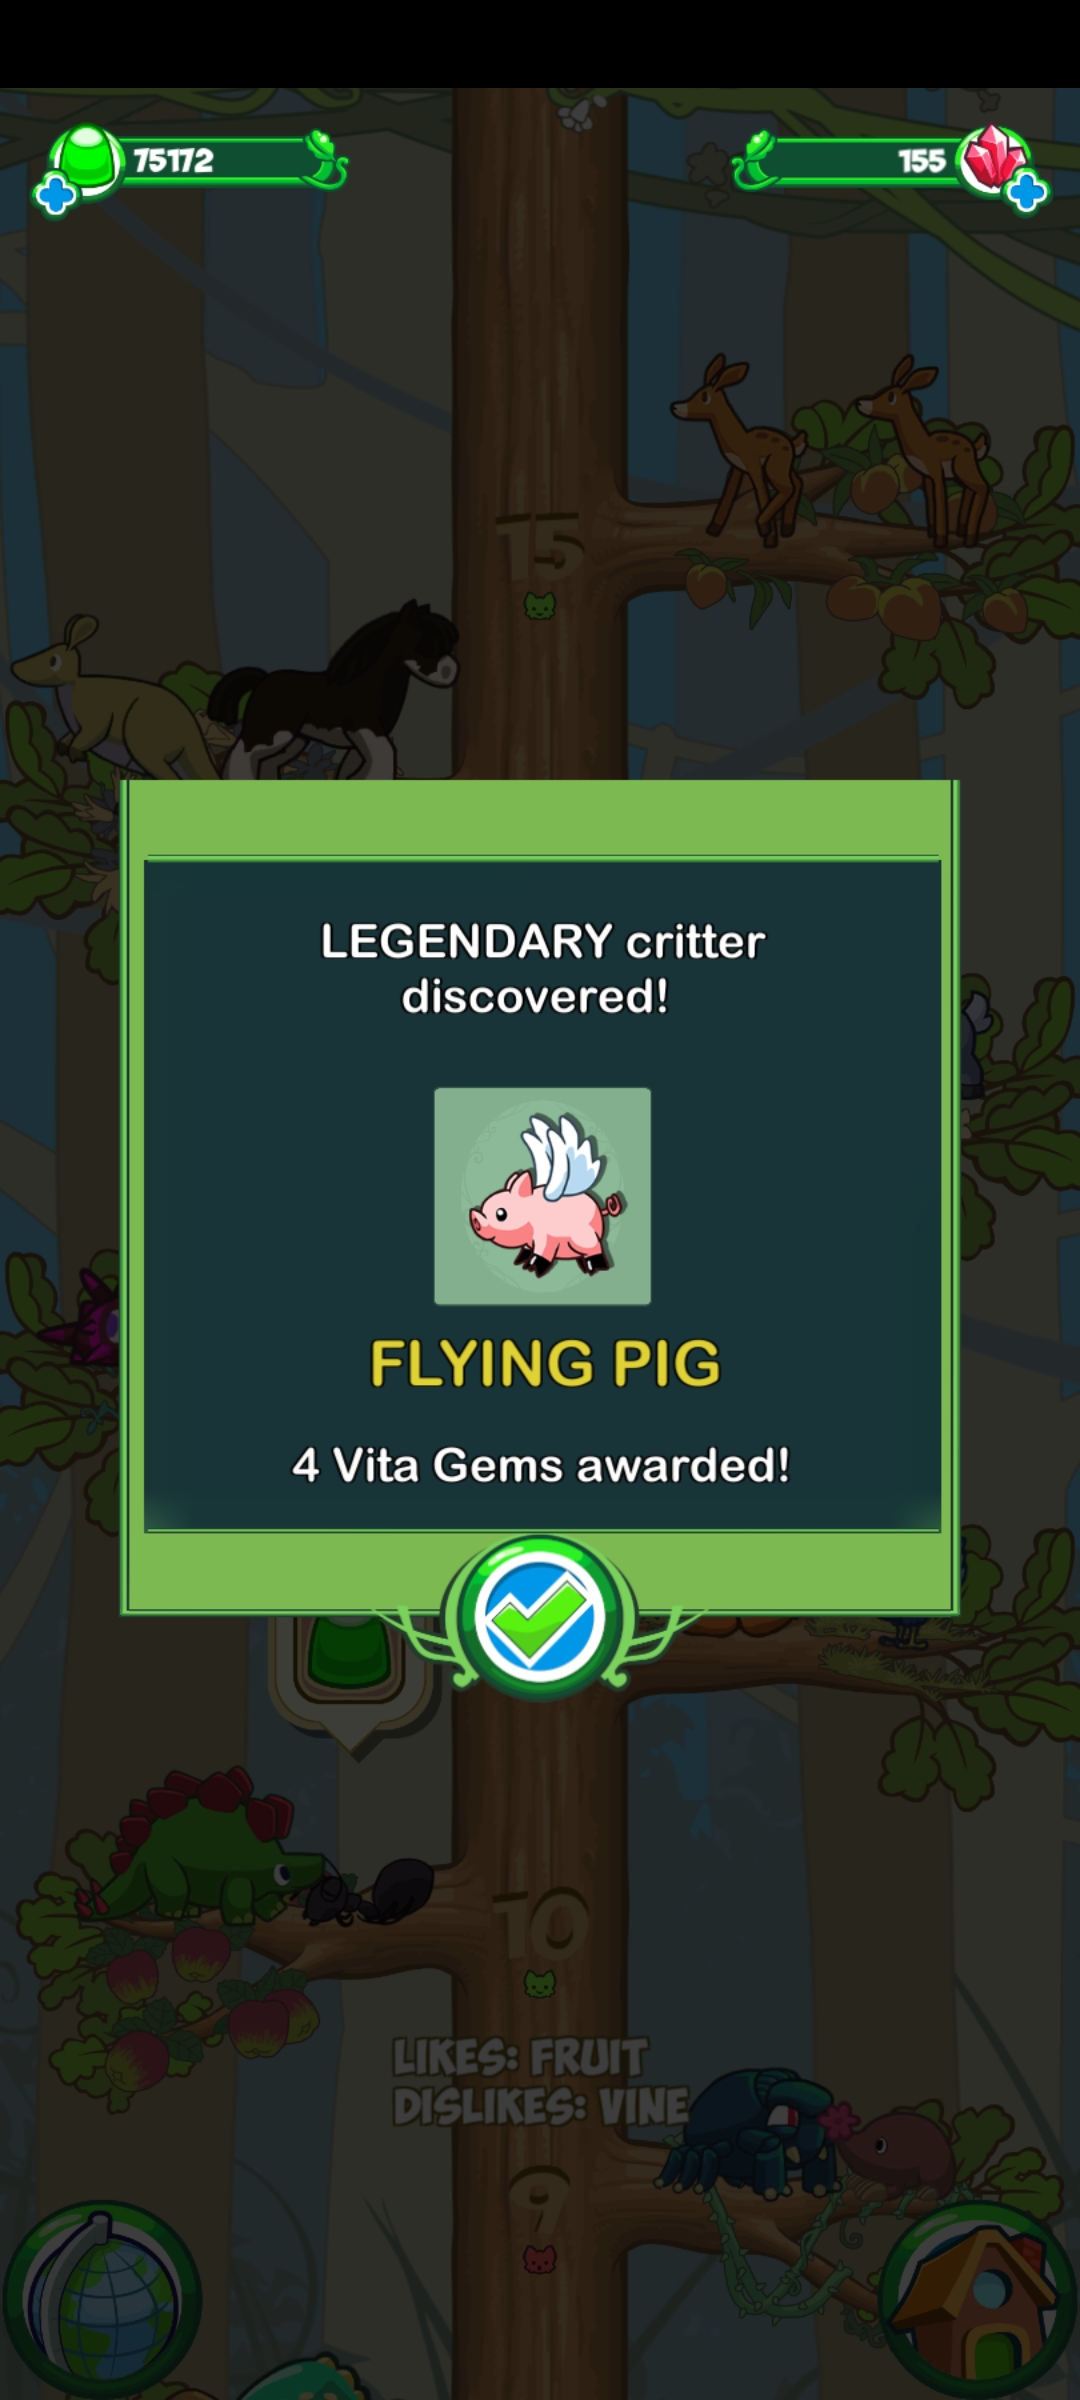 75172
155
15
LEGENDARY critter
discovered!
FLYING PIG
4 Vita Gems awarded!
10
LIKES: FRUIT
DISLIKES: VINE
9